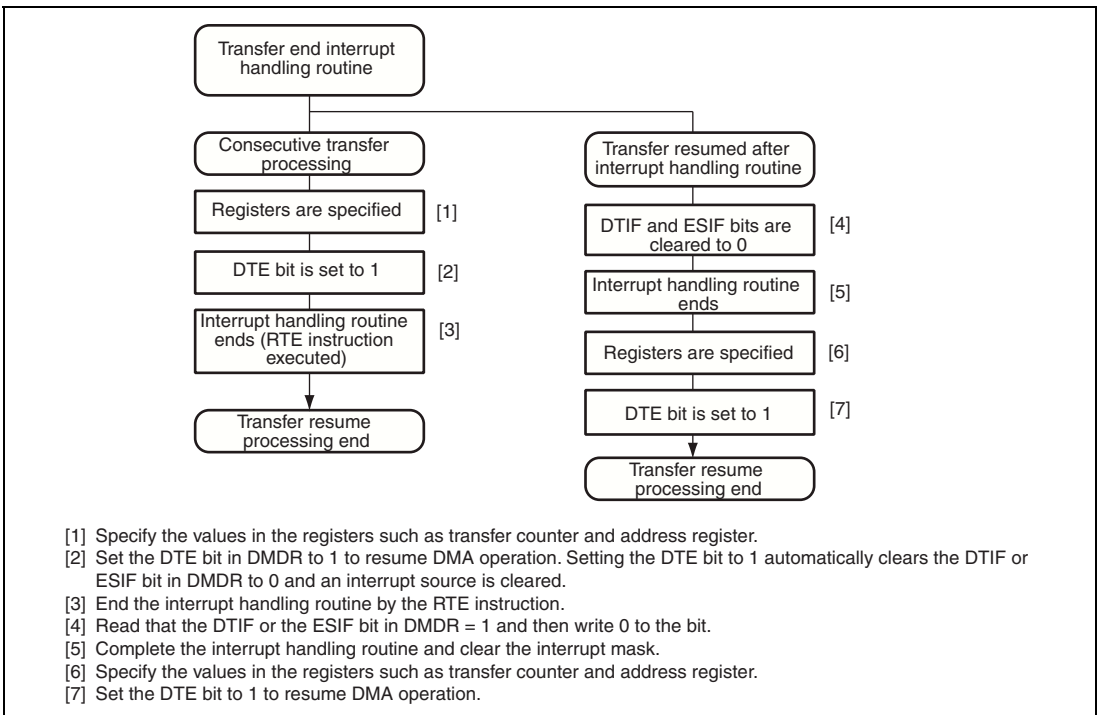 Transfer end interrupt
handling routine
Consecutive transfer
processing
Registers are specified
[1]
DTE bit is set to 1
[2]
Interrupt handling routine
ends (RTE instruction
executed)
[3]
Transfer resume
processing end
Transfer resumed after
interrupt handling routine
DTIF and ESIF bits are
cleared to 0
[4]
Interrupt handling routine
ends
[5]
Registers are specified
[6]
DTE bit is set to 1
[7]
Transfer resume
processing end
[1] Specify the values in the registers such as transfer counter and address register.
[2] Set the DTE bit in DMDR to 1 to resume DMA operation. Setting the DTE bit to 1 automatically clears the DTIF or
ESIF bit in DMDR to 0 and an interrupt source is cleared.
[3] End the interrupt handling routine by the RTE instruction.
[4] Read that the DTIF or the ESIF bit in DMDR = 1 and then write 0 to the bit.
[5] Complete the interrupt handling routine and clear the interrupt mask.
[6] Specify the values in the registers such as transfer counter and address register.
[7] Set the DTE bit to 1 to resume DMA operation.